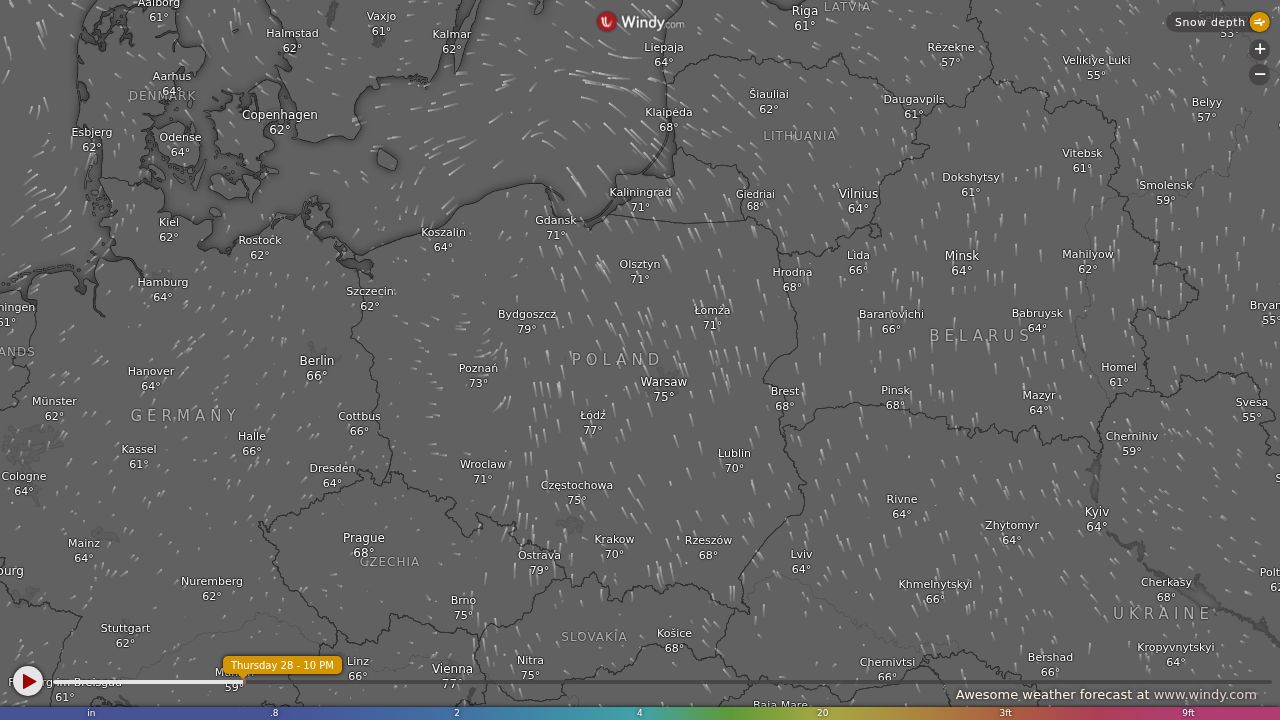 Aalborg
61°
Vaxjo
61°
Riga
61°
LATVIA
Windy.com
Snow depth
Halmstad
62°
Kalmar
62°
Liepaja
64°
Rēzekne
57°
Velikiye Luki
55°
Aarhus
64°
DENMARK
Copenhagen
62°
Klaipėda
68°
Šiauliai
62°
Daugavpils
61°
Belyy
57°
Esbjerg
62°
Odense
64°
LITHUANIA
Vitebsk
61°
Dokshytsy
61°
Smolensk
59°
Kaliningrad
71°
Giedriai
68°
Vilnius
64°
Kiel
62°
Rostock
62°
Koszalin
64°
Gdansk
71°
Olsztyn
71°
Hrodna
68°
Lida
66°
Minsk
64°
Mahilyow
62°
Hamburg
64°
Szczecin
62°
Bydgoszcz
79°
Łomża
71°
Baranovichi
66°
Babruysk
64°
BELARUS
Hanover
64°
Berlin
66°
Poznań
73°
POLAND
Warsaw
75°
Brest
68°
Pinsk
68°
Homel
61°
Mazyr
64°
Münster
62°
GERMANY
Cottbus
66°
Łódź
77°
Svesa
55°
Kassel
61°
Halle
66°
Chernihiv
59°
Cologne
64°
Dresden
64°
Wroclaw
71°
Lublin
70°
Częstochowa
75°
Rivne
64°
Kyiv
64°
Zhytomyr
64°
Mainz
64°
Prague
68°
CZECHIA
Ostrava
79°
Krakow
70°
Rzeszów
68°
Lviv
64°
Nuremberg
62°
Brno
75°
Khmelnytskyi
66°
Cherkasy
68°
UKRAINE
Stuttgart
62°
SLOVAKIA
Košice
68°
Kropyvnytskyi
64°
Thursday 28 - 10 PM
Linz
66°
Vienna
77°
Nitra
75°
Chernivtsi
66°
Bershad
66°
59°
61°
Baia Mare
Awesome weather forecast at www.windy.com
in .8 2 4 20 3ft 9ft